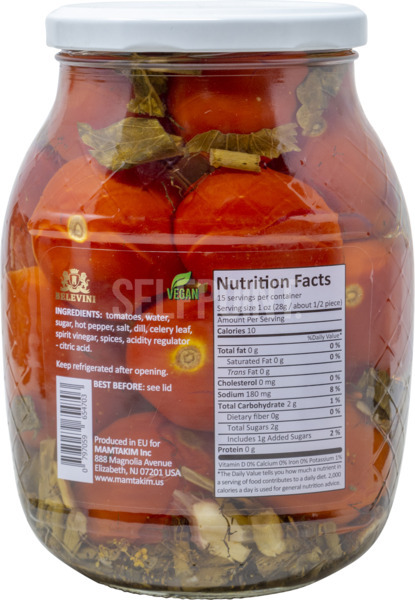 BELEVINI
VEGAN
INGREDIENTS: tomatoes, water,
sugar, hot pepper, salt, dill, celery leaf,
spirit vinegar, spices, acidity regulator
- citric acid.
Keep refrigerated after opening.
BEST BEFORE: see lid
Produced in EU for
MAMTAKIM Inc
888 Magnolia Avenue
Elizabeth, NJ 07201 USA
www.mamtakim.us
Nutrition Facts
15 servings per container
Serving size 1 oz (28g / about 1/2 piece)
Amount Per Serving
Calories 10
%Daily Value*
Total fat 0 g 0 %
Saturated Fat 0 g 0 %
Trans Fat 0 g
Cholesterol 0 mg 0 %
Sodium 180 mg 8 %
Total Carbohydrate 2 g 1 %
Dietary fiber 0g 0 %
Total Sugars 2g
Includes 1g Added Sugars 2 %
Protein 0 g
Vitamin D 0% Calcium 0% Iron 0% Potassium 1%
*The Daily Value tells you how much a nutrient in
a serving of food contributes to a daily diet. 2,000
calories a day is used for general nutrition advice.